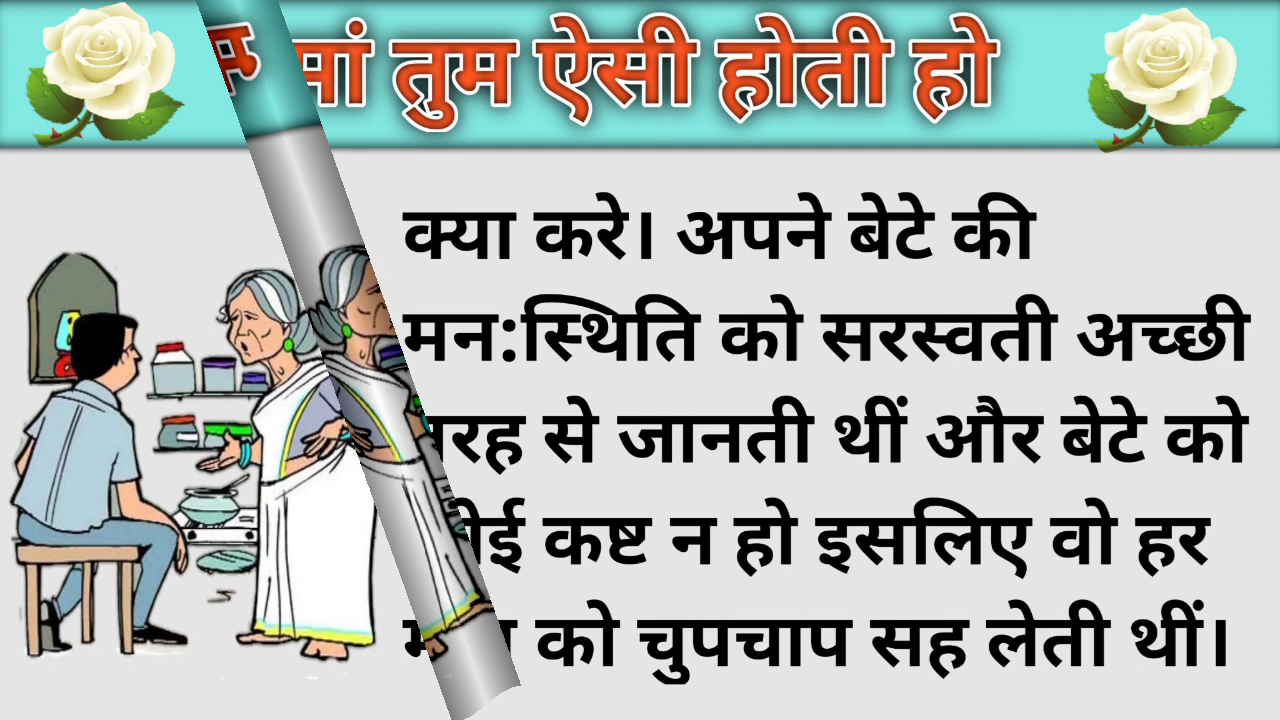 मां तुम ऐसी होती हो
क्या करे। अपने बेटे की
मन:स्थिति को सरस्वती अच्छी
से जानती थीं और बेटे को
कष्ट न हो इसलिए वो हर
को चुपचाप सह लेती थीं।